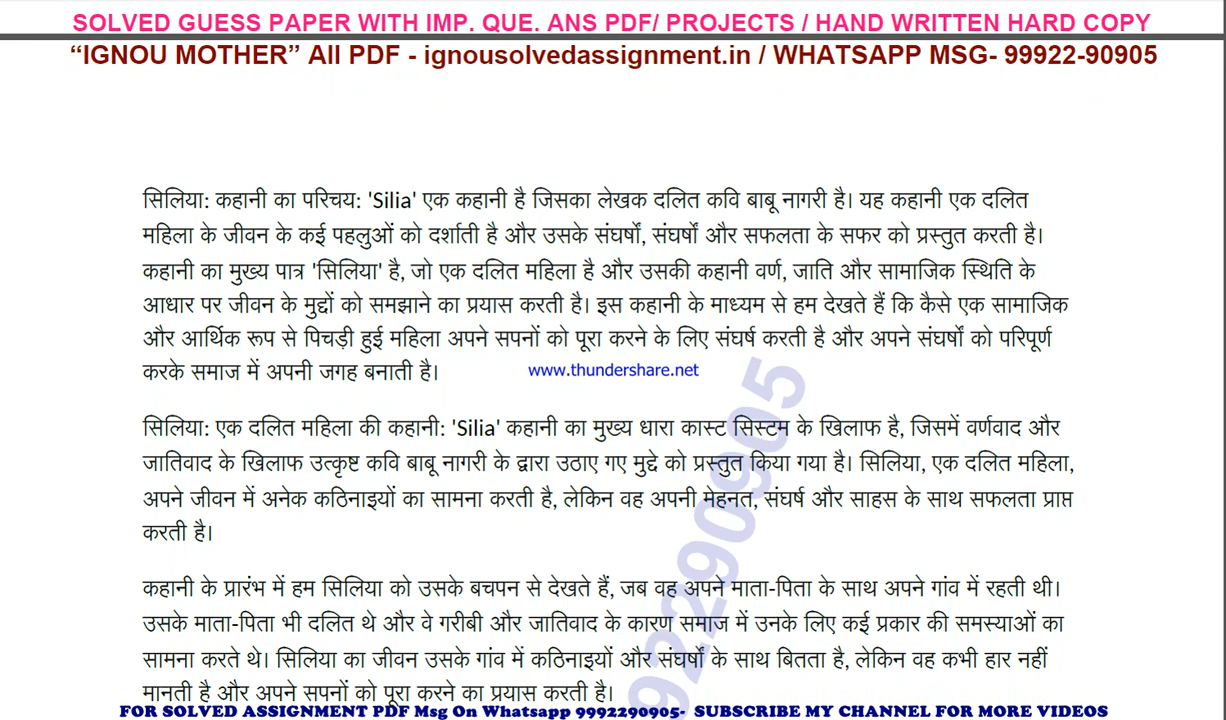 SOLVED GUESS PAPER WITH IMP. QUE. ANS PDF/ PROJECTS / HAND WRITTEN HARD COPY
“IGNOU MOTHER” All PDF - ignousolvedassignment.in / WHATSAPP MSG- 99922-90905
सिलिया: कहानी का परिचय: 'Silia' एक कहानी है जिसका लेखक दलित कवि बाबू नागरी है। यह कहानी एक दलित
महिला के जीवन के कई पहलुओं को दर्शाती है और उसके संघर्षों, संघर्षों और सफलता के सफर को प्रस्तुत करती है।
कहानी का मुख्य पात्र 'सिलिया' है, जो एक दलित महिला है और उसकी कहानी वर्ण, जाति और सामाजिक स्थिति के
आधार पर जीवन के मुद्दों को समझाने का प्रयास करती है। इस कहानी के माध्यम से हम देखते हैं कि कैसे एक सामाजिक
और आर्थिक रूप से पिचड़ी हुई महिला अपने सपनों को पूरा करने के लिए संघर्ष करती है और अपने संघर्षों को परिपूर्ण
करके समाज में अपनी जगह बनाती है।
www.thundershare.net
सिलिया: एक दलित महिला की कहानी: 'Silia' कहानी का मुख्य धारा कास्ट सिस्टम के खिलाफ है, जिसमें वर्णवाद और
जातिवाद के खिलाफ उत्कृष्ट कवि बाबू नागरी के द्वारा उठाए गए मुद्दे को प्रस्तुत किया गया है। सिलिया, एक दलित महिला,
अपने जीवन में अनेक कठिनाइयों का सामना करती है, लेकिन वह अपनी मेहनत, संघर्ष और साहस के साथ सफलता प्राप्त
करती है।
कहानी के प्रारंभ में हम सिलिया को उसके बचपन से देखते हैं, जब वह अपने माता-पिता के साथ अपने गांव में रहती थी।
उसके माता-पिता भी दलित थे और वे गरीबी और जातिवाद के कारण समाज में उनके लिए कई प्रकार की समस्याओं का
सामना करते थे। सिलिया का जीवन उसके गांव में कठिनाइयों और संघर्षों के साथ बितता है, लेकिन वह कभी हार नहीं
मानती है और अपने सपनों को पूरा करने का प्रयास करती है।
92290905
FOR SOLVED ASSIGNMENT PDF Msg On Whatsapp 9992290905- SUBSCRIBE MY CHANNEL FOR MORE VIDEOS